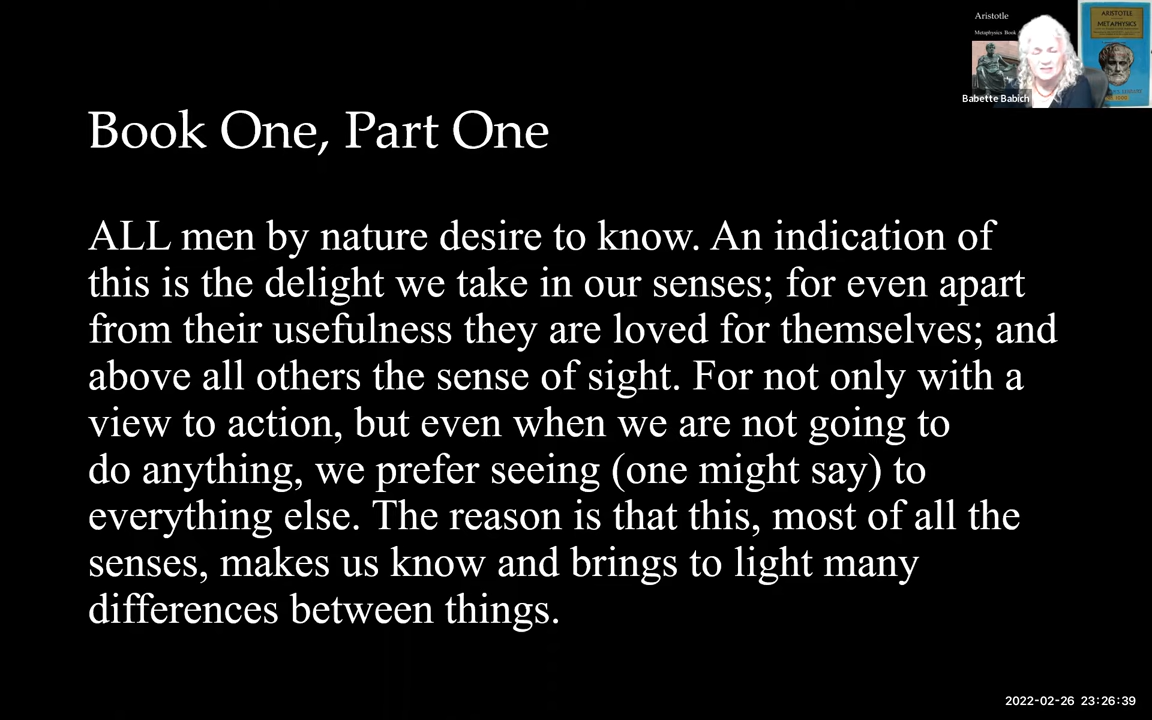 Aristotle
Metaphysics Book
ARISTOTLE
METAPHYSICS
Babette Babich
Book One, Part One
ALL men by nature desire to know. An indication of
this is the delight we take in our senses; for even apart
from their usefulness they are loved for themselves; and
above all others the sense of sight. For not only with a
view to action, but even when we are not going to
do anything, we prefer seeing (one might say) to
everything else. The reason is that this, most of all the
senses, makes us know and brings to light many
differences between things.
2022-02-26 23:26:39